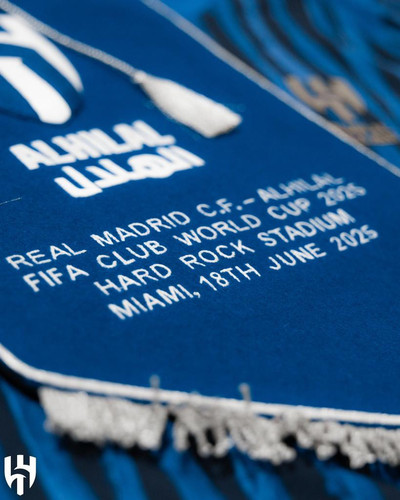 ALHILAL
الهلال
REAL MADRID C.F. - ALHILAL
FIFA CLUB WORLD CUP 2025
HARD ROCK STADIUM
MIAMI, 18TH JUNE 2025